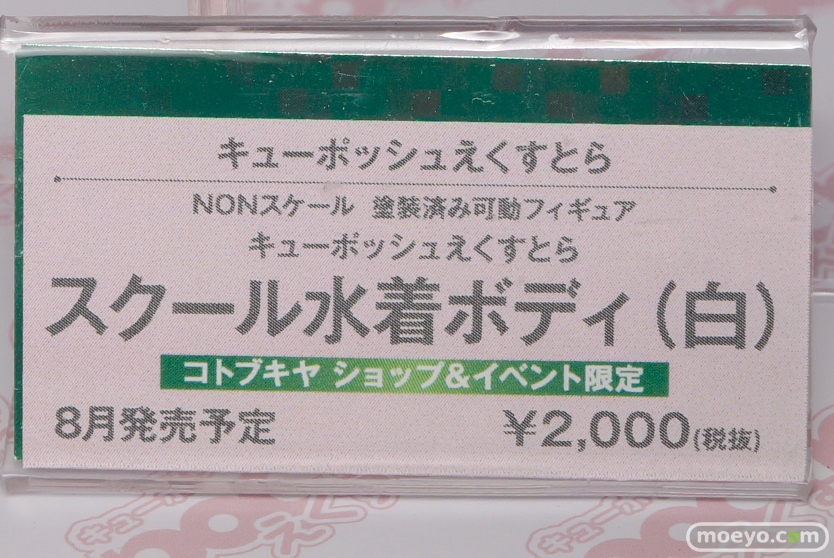 キューポッシュえくすとら
NONスケール 塗装済み可動フィギュア
キューポッシュえくすとら
スクール水着ボディ(白)
コトブキヤ ショップ&イベント限定
8月発売予定 ¥2,000(税抜)
moeyo.com